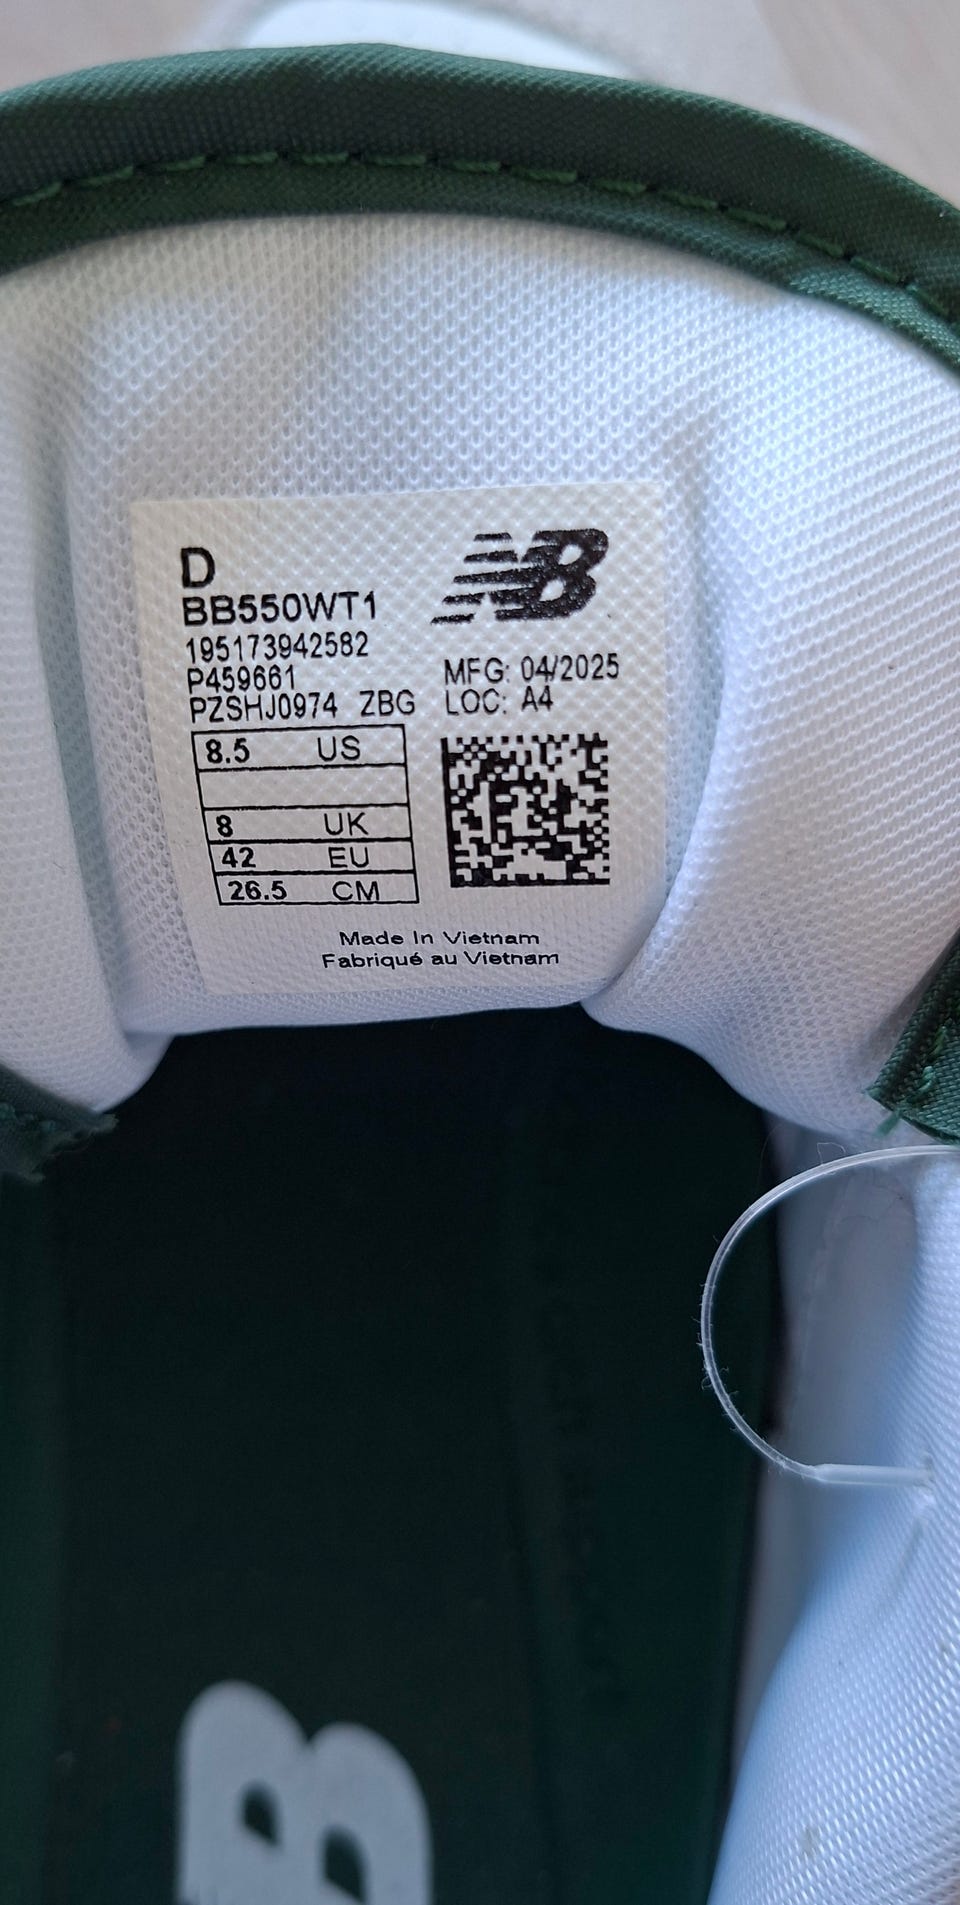 D
NB
BB550WT1
195173942582
P459661
MFG: 04/2025
PZSHJ0974 ZBG
LOC: A4
8.5 US
8 UK
42 EU
26.5 CM
Made In Vietnam
Fabriqué au Vietnam
B